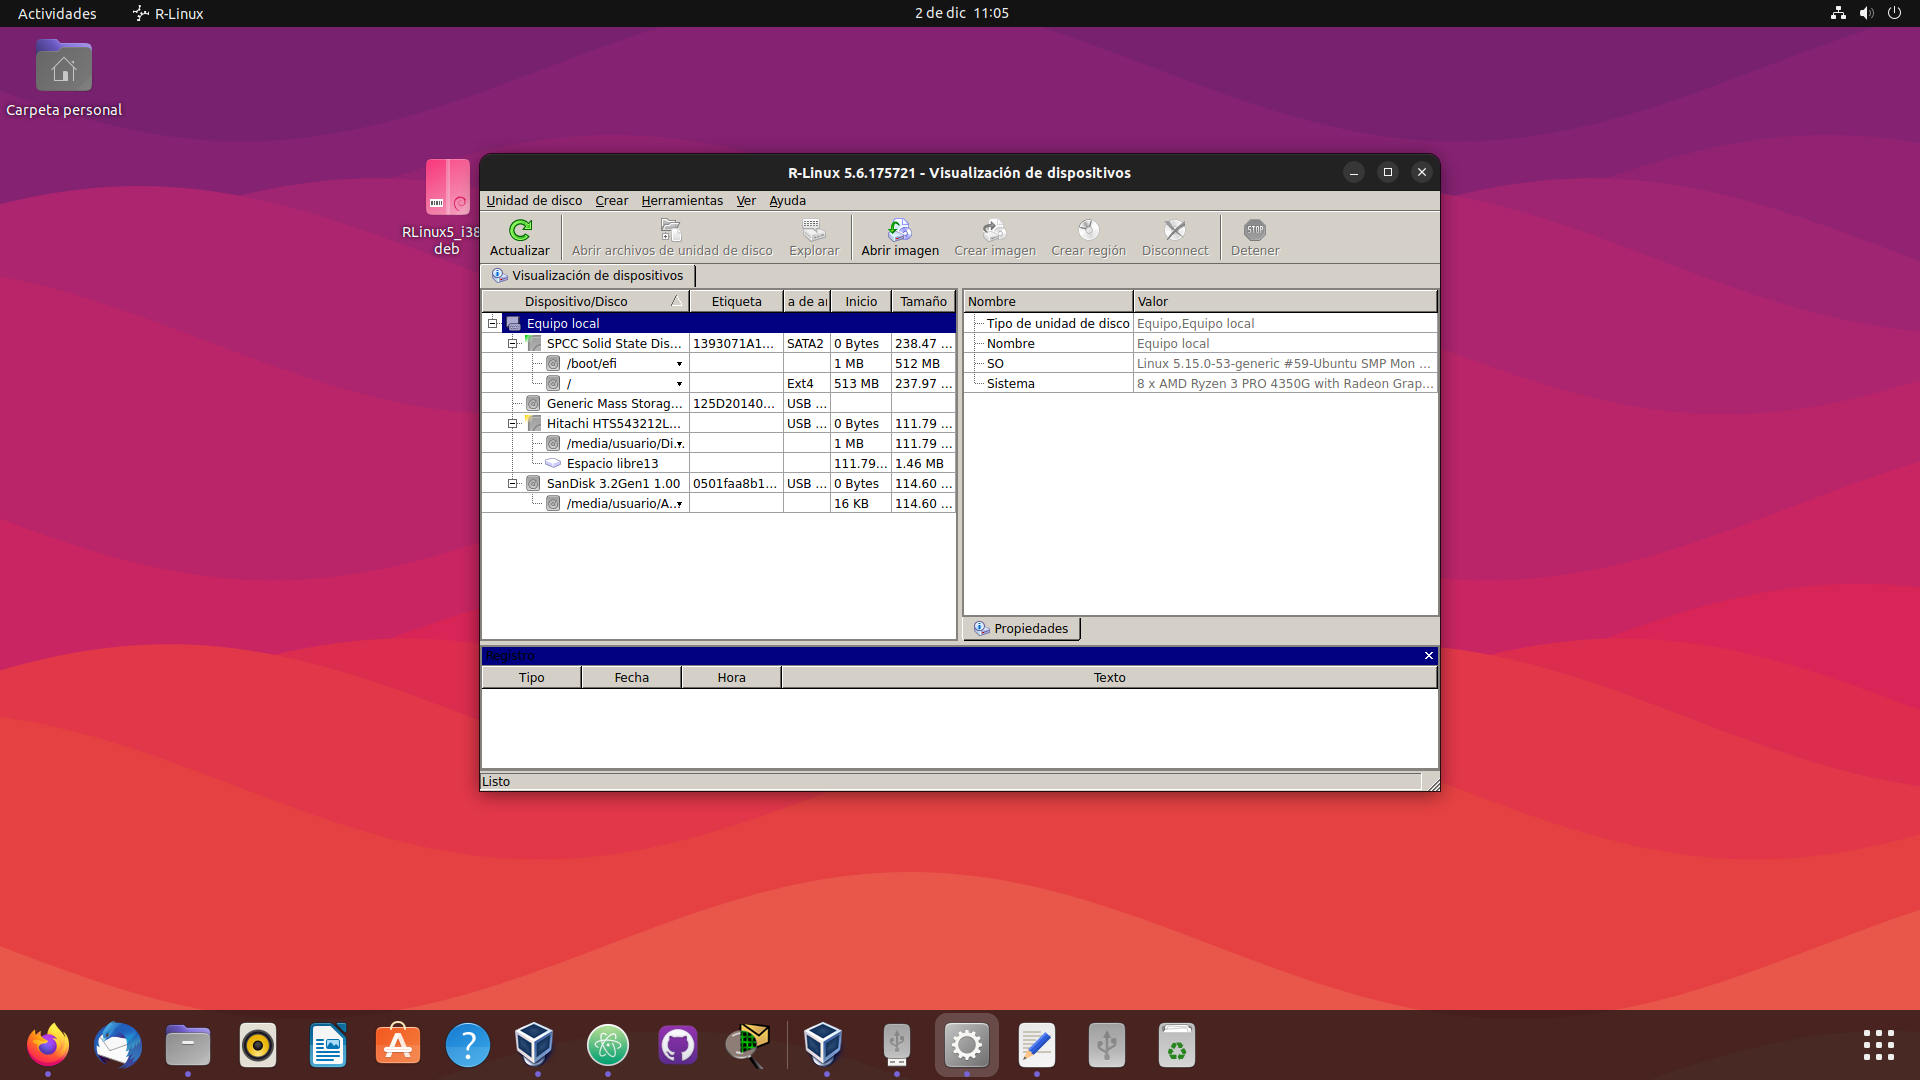 Actividades R-Linux 2 de dic 11:05
Carpeta personal
RLinux5_i38
deb
R-Linux 5.6.175721 - Visualización de dispositivos
Unidad de disco Crear Herramientas Ver Ayuda
Actualizar Abrir archivos de unidad de disco Explorar Abrir imagen Crear imagen Crear región Disconnect STOP Detener
Visualización de dispositivos
Dispositivo/Disco Etiqueta a de ar Inicio Tamaño
Equipo local
SPCC Solid State Dis... 1393071A1... SATA2 0 Bytes 238.47 ...
/boot/efi 1 MB 512 MB
/ Ext4 513 MB 237.97 ...
Generic Mass Storag... 125D20140... USB ...
Hitachi HTS543212L... USB ... 0 Bytes 111.79 ...
/media/usuario/Di... 1 MB 111.79 ...
Espacio libre13 111.79... 1.46 MB
SanDisk 3.2Gen1 1.00 0501faa8b1... USB ... 0 Bytes 114.60 ...
/media/usuario/A... 16 KB 114.60 ...
Nombre Valor
Tipo de unidad de disco Equipo,Equipo local
Nombre Equipo local
SO Linux 5.15.0-53-generic #59-Ubuntu SMP Mon ...
Sistema 8 x AMD Ryzen 3 PRO 4350G with Radeon Grap...
Propiedades
Registro
Tipo Fecha Hora Texto
Listo